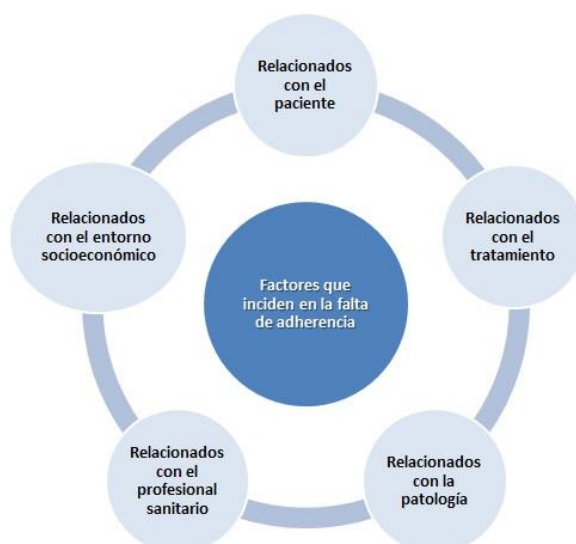 Relacionados
con el
paciente
Relacionados
con el entorno
socioeconómico
Relacionados
con el
tratamiento
Factores que
inciden en la falta
de adherencia
Relacionados
con el
profesional
sanitario
Relacionados
con la
patología